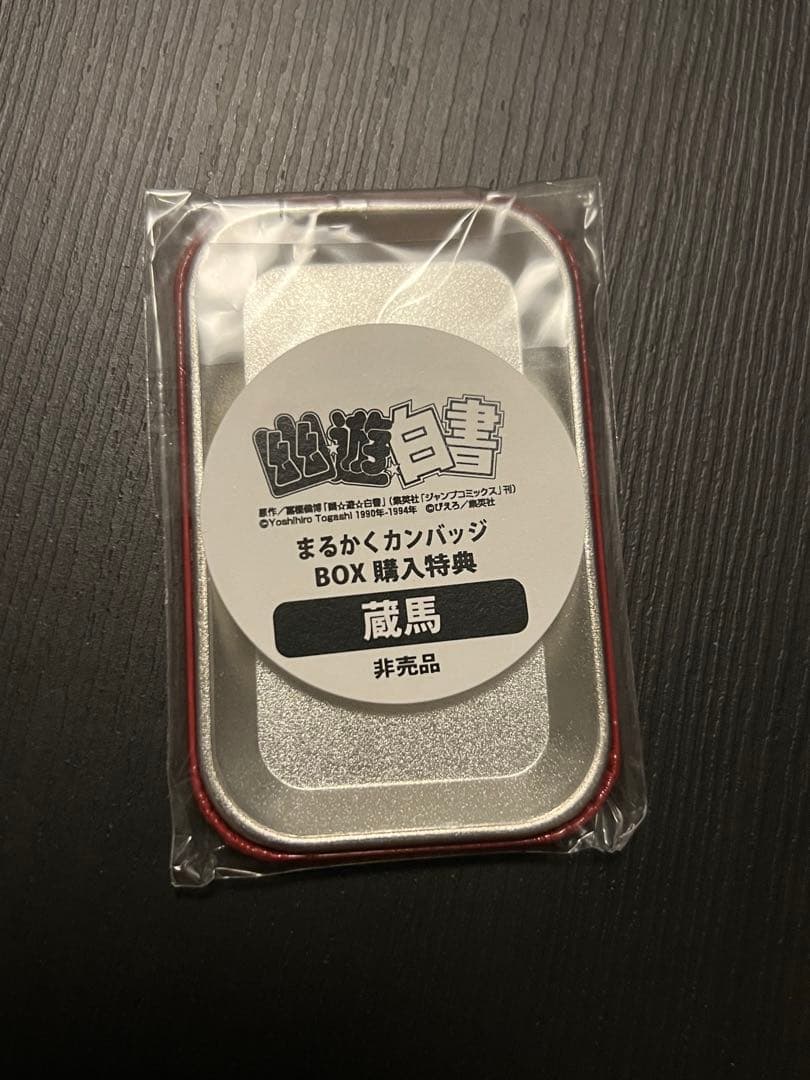 幽☆遊☆白書
原作/冨樫義博「幽☆遊☆白書」(集英社「ジャンプコミックス」刊)
©Yoshihiro Togashi 1990年-1994年 ©ぴえろ/集英社
まるかくカンバッジ
BOX 購入特典
蔵馬
非売品